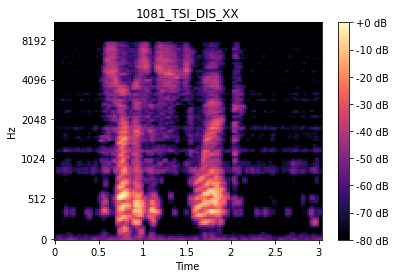 1081_TSI_DIS_XX
8192
4096
2048
1024
512
0
Hz
0
0.5
1
1.5
2
2.5
3
Time
+0 dB
-10 dB
-20 dB
-30 dB
-40 dB
-50 dB
-60 dB
-70 dB
-80 dB